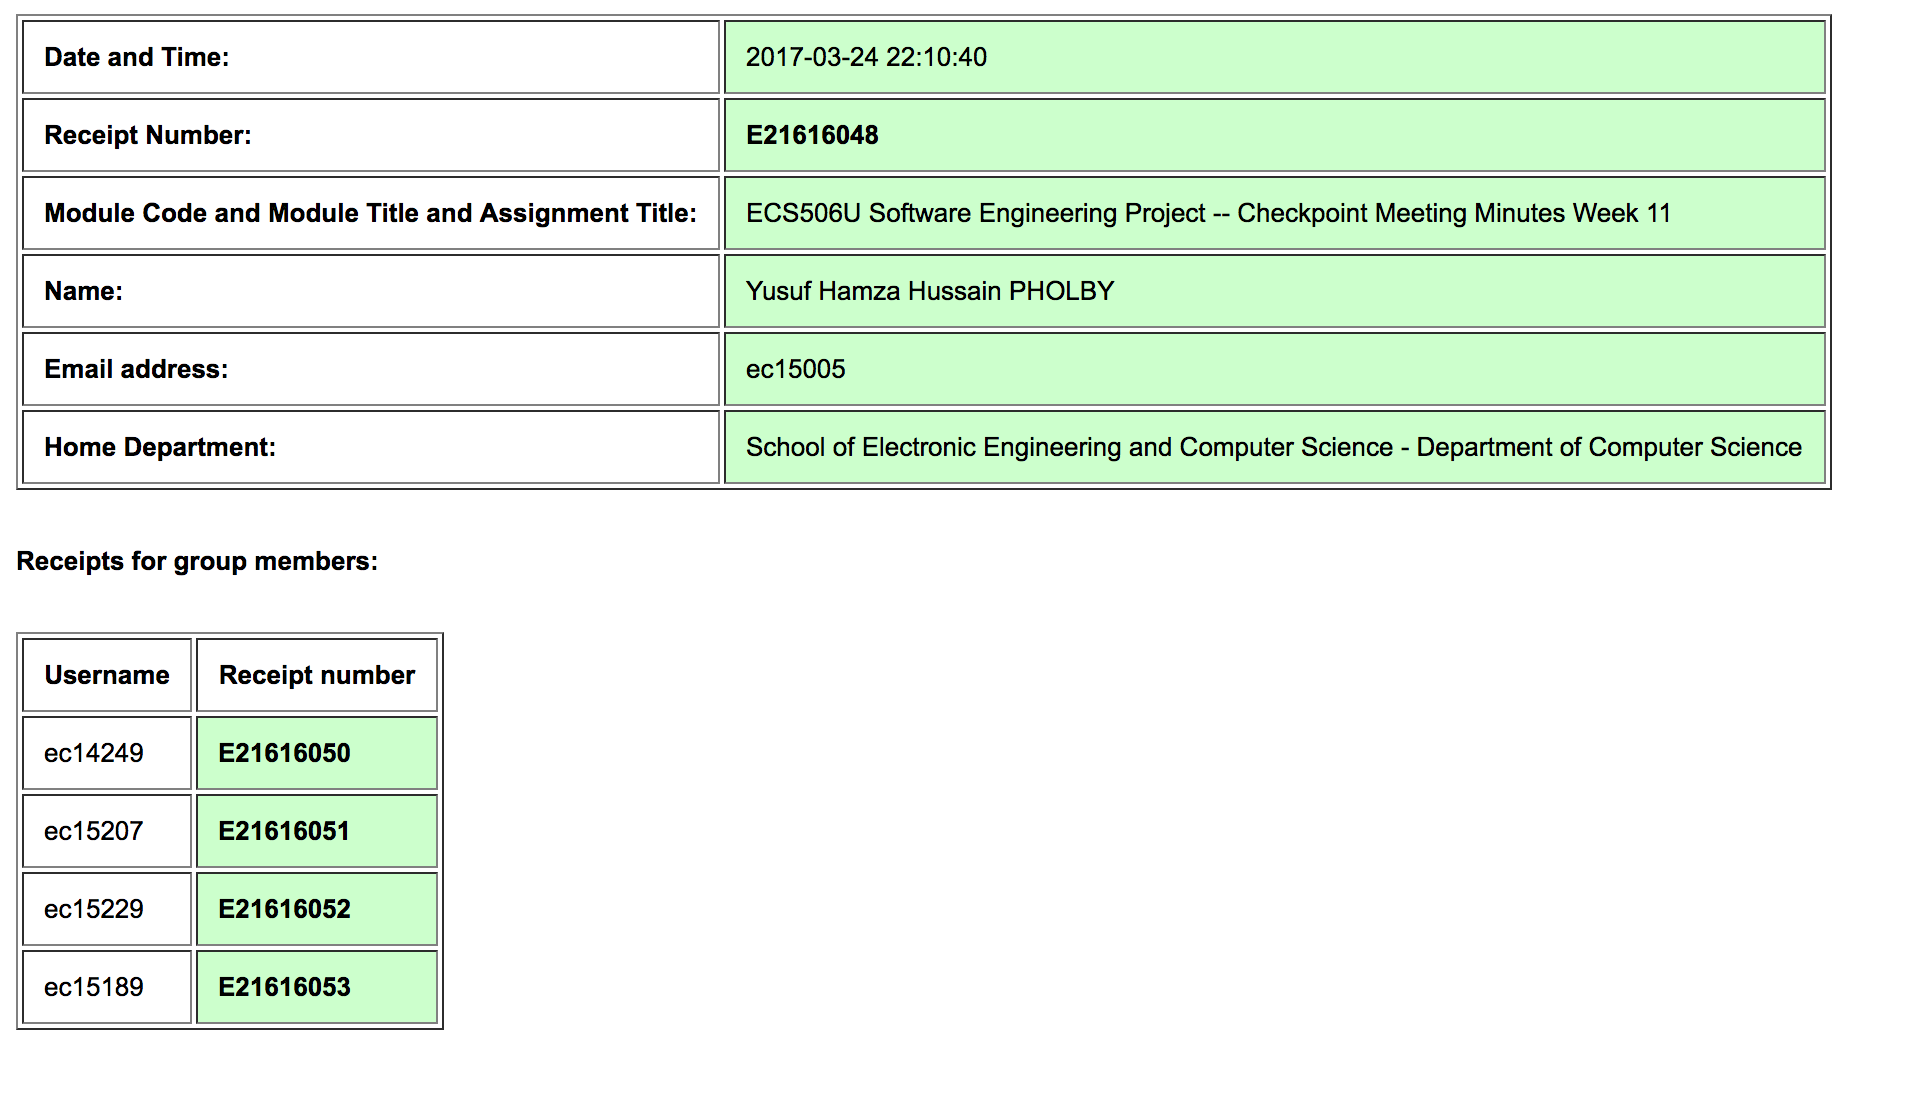 Date and Time: 2017-03-24 22:10:40
Receipt Number: E21616048
Module Code and Module Title and Assignment Title: ECS506U Software Engineering Project -- Checkpoint Meeting Minutes Week 11
Name: Yusuf Hamza Hussain PHOLBY
Email address: ec15005
Home Department: School of Electronic Engineering and Computer Science - Department of Computer Science
Receipts for group members:
Username Receipt number
ec14249 E21616050
ec15207 E21616051
ec15229 E21616052
ec15189 E21616053